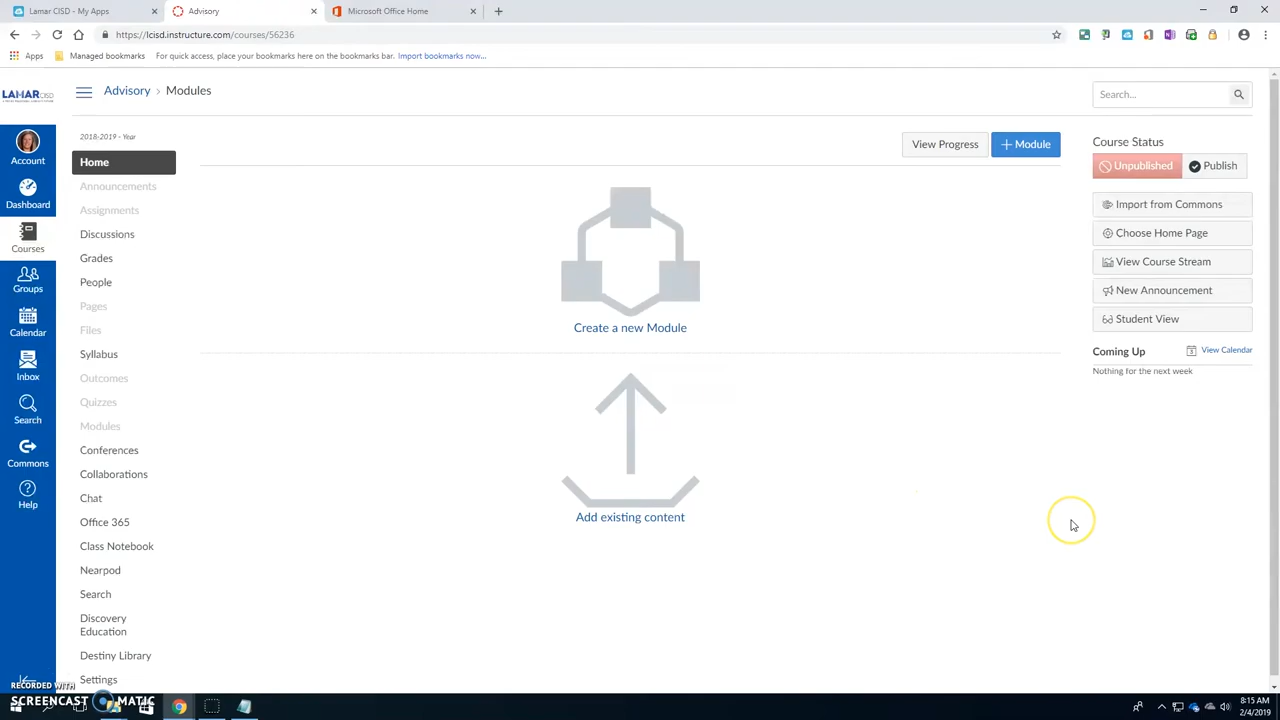 Lamar CISD - My Apps
Advisory
Microsoft Office Home
https://lcisd.instructure.com/courses/56236
Apps
Managed bookmarks
For quick access, place your bookmarks here on the bookmarks bar. Import bookmarks now...
LAMAR CISD
Advisory > Modules
Search...
Account
Dashboard
Courses
Groups
Calendar
Inbox
Search
Commons
Help
2018-2019 - Year
Home
Announcements
Assignments
Discussions
Grades
People
Pages
Files
Syllabus
Outcomes
Quizzes
Modules
Conferences
Collaborations
Chat
Office 365
Class Notebook
Nearpod
Search
Discovery
Education
Destiny Library
Settings
View Progress
+ Module
Create a new Module
Add existing content
Course Status
Unpublished
Publish
Import from Commons
Choose Home Page
View Course Stream
New Announcement
Student View
Coming Up
View Calendar
Nothing for the next week
RECORDED WITH
SCREENCAST MATIC
8:15 AM
2/4/2019